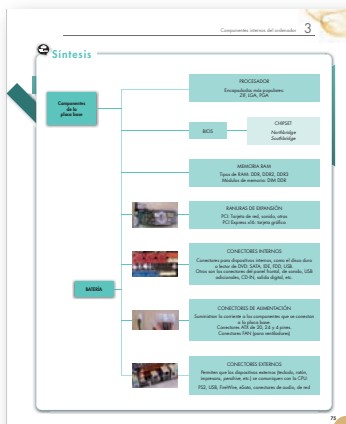 Componentes internos del ordenador 3
Síntesis
Componentes
de la
placa base
PROCESADOR
Encapsulados más populares:
ZIF, LGA, PGA
BIOS
CHIPSET
Northbridge
Southbridge
MEMORIA RAM
Tipos de RAM: DDR, DDR2, DDR3
Módulos de memoria: DIM DDR
RANURAS DE EXPANSIÓN
PCI: Tarjeta de red, sonido, otras
PCI Express x16: tarjeta gráfica
CONECTORES INTERNOS
Conectores para dispositivos internos, como el disco duro
o lector de DVD: SATA, IDE, FDD, USB.
Otros son los conectores del panel frontal, de sonido, USB
adicionales, CD-IN, salida digital, etc.
BATERÍA
CONECTORES DE ALIMENTACIÓN
Suministran la corriente a los componentes que se conectan
a la placa base.
Conectores ATX de 20, 24 y 4 pines.
Conectores FAN (para ventiladores)
CONECTORES EXTERNOS
Permiten que los dispositivos externos (teclado, ratón,
impresora, pendrive, etc.) se comuniquen con la CPU.
PS2, USB, FireWire, eSata, conectores de audio, de red
75